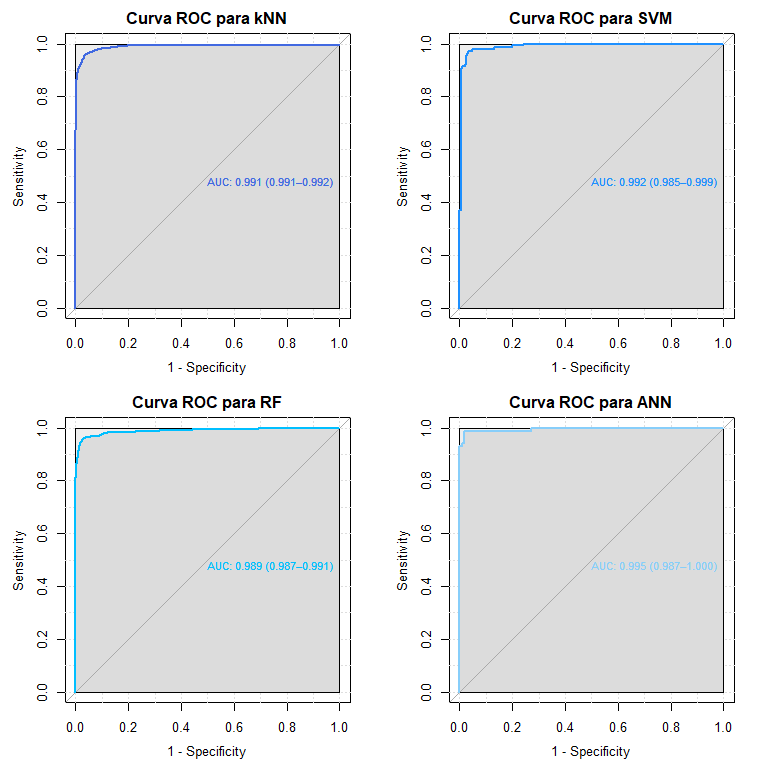 Curva ROC para kNN
Sensitivity
1.0
0.8
0.6
0.4
0.2
0.0
AUC: 0.991 (0.991–0.992)
0.0 0.2 0.4 0.6 0.8 1.0
1 - Specificity
Curva ROC para SVM
Sensitivity
1.0
0.8
0.6
0.4
0.2
0.0
AUC: 0.992 (0.985–0.999)
0.0 0.2 0.4 0.6 0.8 1.0
1 - Specificity
Curva ROC para RF
Sensitivity
1.0
0.8
0.6
0.4
0.2
0.0
AUC: 0.989 (0.987–0.991)
0.0 0.2 0.4 0.6 0.8 1.0
1 - Specificity
Curva ROC para ANN
Sensitivity
1.0
0.8
0.6
0.4
0.2
0.0
AUC: 0.995 (0.987–1.000)
0.0 0.2 0.4 0.6 0.8 1.0
1 - Specificity